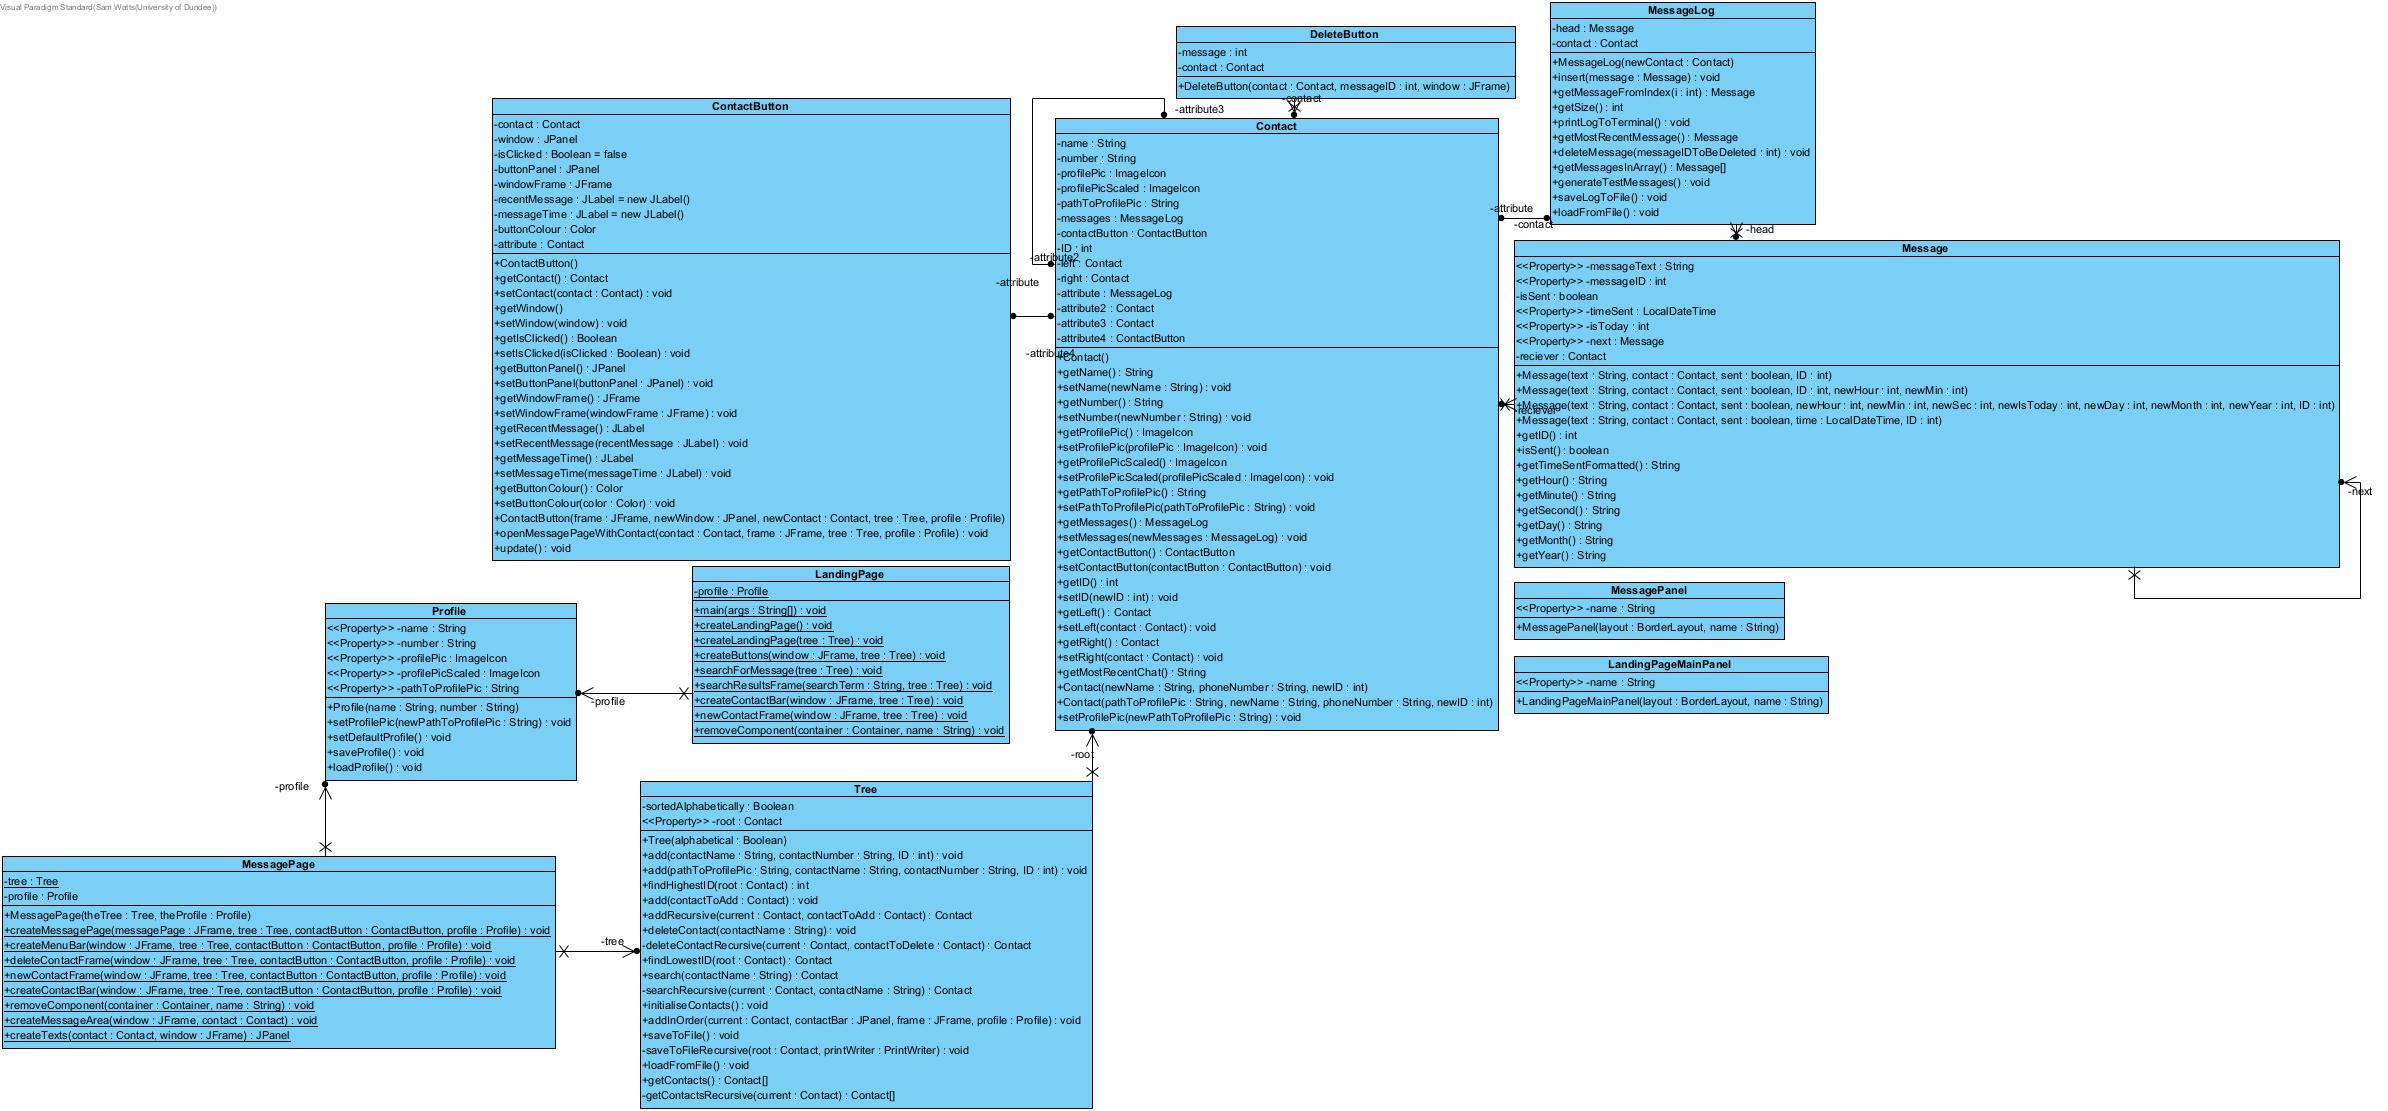 Visual Paradigm Standard(Sam Watts(University of Dundee))
MessageLog
-head : Message
-contact : Contact
+MessageLog(newContact : Contact)
+insert(message : Message) : void
+getMessageFromIndex(i : int) : Message
+getSize() : int
+printLogToTerminal() : void
+getMostRecentMessage() : Message
+deleteMessage(messageIDToBeDeleted : int) : void
+getMessagesInArray() : Message[]
+generateTestMessages() : void
+saveLogToFile() : void
+loadFromFile() : void
DeleteButton
-message : int
-contact : Contact
+DeleteButton(contact : Contact, messageID : int, window : JFrame)
-contact
-attribute3
ContactButton
-contact : Contact
-window : JPanel
-isClicked : Boolean = false
-buttonPanel : JPanel
-windowFrame : JFrame
-recentMessage : JLabel = new JLabel()
-messageTime : JLabel = new JLabel()
-buttonColour : Color
-attribute : Contact
+ContactButton()
+getContact() : Contact
+setContact(contact : Contact) : void
+getWindow()
+setWindow(window) : void
+getIsClicked() : Boolean
+setIsClicked(isClicked : Boolean) : void
+getButtonPanel() : JPanel
+setButtonPanel(buttonPanel : JPanel) : void
+getWindowFrame() : JFrame
+setWindowFrame(windowFrame : JFrame) : void
+getRecentMessage() : JLabel
+setRecentMessage(recentMessage : JLabel) : void
+getMessageTime() : JLabel
+setMessageTime(messageTime : JLabel) : void
+getButtonColour() : Color
+setButtonColour(color : Color) : void
+ContactButton(frame : JFrame, newWindow : JPanel, newContact : Contact, tree : Tree, profile : Profile)
+openMessagePageWithContact(contact : Contact, frame : JFrame, tree : Tree, profile : Profile) : void
+update() : void
-attribute2
-attribute
-attribute4
Contact
-name : String
-number : String
-profilePic : ImageIcon
-profilePicScaled : ImageIcon
-pathToProfilePic : String
-messages : MessageLog
-contactButton : ContactButton
-ID : int
-left : Contact
-right : Contact
-attribute : MessageLog
-attribute2 : Contact
-attribute3 : Contact
-attribute4 : ContactButton
+Contact()
+getName() : String
+setName(newName : String) : void
+getNumber() : String
+setNumber(newNumber : String) : void
+getProfilePic() : ImageIcon
+setProfilePic(profilePic : ImageIcon) : void
+getProfilePicScaled() : ImageIcon
+setProfilePicScaled(profilePicScaled : ImageIcon) : void
+getPathToProfilePic() : String
+setPathToProfilePic(pathToProfilePic : String) : void
+getMessages() : MessageLog
+setMessages(newMessages : MessageLog) : void
+getContactButton() : ContactButton
+setContactButton(contactButton : ContactButton) : void
+getID() : int
+setID(newID : int) : void
+getLeft() : Contact
+setLeft(contact : Contact) : void
+getRight() : Contact
+setRight(contact : Contact) : void
+getMostRecentChat() : String
+Contact(newName : String, phoneNumber : String, newID : int)
+Contact(pathToProfilePic : String, newName : String, phoneNumber : String, newID : int)
+setProfilePic(newPathToProfilePic : String) : void
-attribute
-contact
-head
Message
<<Property>> -messageText : String
<<Property>> -messageID : int
-isSent : boolean
<<Property>> -timeSent : LocalDateTime
<<Property>> -isToday : int
<<Property>> -next : Message
-reciever : Contact
+Message(text : String, contact : Contact, sent : boolean, ID : int)
+Message(text : String, contact : Contact, sent : boolean, ID : int, newHour : int, newMin : int)
+Message(text : String, contact : Contact, sent : boolean, newHour : int, newMin : int, newSec : int, newIsToday : int, newDay : int, newMonth : int, newYear : int, ID : int)
+Message(text : String, contact : Contact, sent : boolean, time : LocalDateTime, ID : int)
+getID() : int
+isSent() : boolean
+getTimeSentFormatted() : String
+getHour() : String
+getMinute() : String
+getSecond() : String
+getDay() : String
+getMonth() : String
+getYear() : String
-reciever
-next
MessagePanel
<<Property>> -name : String
+MessagePanel(layout : BorderLayout, name : String)
LandingPageMainPanel
<<Property>> -name : String
+LandingPageMainPanel(layout : BorderLayout, name : String)
LandingPage
-profile : Profile
+main(args : String[]) : void
+createLandingPage() : void
+createLandingPage(tree : Tree) : void
+createButtons(window : JFrame, tree : Tree) : void
+searchForMessage(tree : Tree) : void
+searchResultsFrame(searchTerm : String, tree : Tree) : void
+createContactBar(window : JFrame, tree : Tree) : void
+newContactFrame(window : JFrame, tree : Tree) : void
+removeComponent(container : Container, name : String) : void
-profile
Profile
<<Property>> -name : String
<<Property>> -number : String
<<Property>> -profilePic : ImageIcon
<<Property>> -profilePicScaled : ImageIcon
<<Property>> -pathToProfilePic : String
+Profile(name : String, number : String)
+setProfilePic(newPathToProfilePic : String) : void
+setDefaultProfile() : void
+saveProfile() : void
+loadProfile() : void
-profile
-root
Tree
-sortedAlphabetically : Boolean
<<Property>> -root : Contact
+Tree(alphabetical : Boolean)
+add(contactName : String, contactNumber : String, ID : int) : void
+add(pathToProfilePic : String, contactName : String, contactNumber : String, ID : int) : void
+findHighestID(root : Contact) : int
+add(contactToAdd : Contact) : void
+addRecursive(current : Contact, contactToAdd : Contact) : Contact
+deleteContact(contactName : String) : void
-deleteContactRecursive(current : Contact, contactToDelete : Contact) : Contact
+findLowestID(root : Contact) : Contact
+search(contactName : String) : Contact
-searchRecursive(current : Contact, contactName : String) : Contact
+initialiseContacts() : void
+addInOrder(current : Contact, contactBar : JPanel, frame : JFrame, profile : Profile) : void
+saveToFile() : void
-saveToFileRecursive(root : Contact, printWriter : PrintWriter) : void
+loadFromFile() : void
+getContacts() : Contact[]
-getContactsRecursive(current : Contact) : Contact[]
MessagePage
-tree : Tree
-profile : Profile
+MessagePage(theTree : Tree, theProfile : Profile)
+createMessagePage(messagePage : JFrame, tree : Tree, contactButton : ContactButton, profile : Profile) : void
+createMenuBar(window : JFrame, tree : Tree, contactButton : ContactButton, profile : Profile) : void
+deleteContactFrame(window : JFrame, tree : Tree, contactButton : ContactButton, profile : Profile) : void
+newContactFrame(window : JFrame, tree : Tree, contactButton : ContactButton, profile : Profile) : void
+createContactBar(window : JFrame, tree : Tree, contactButton : ContactButton, profile : Profile) : void
+removeComponent(container : Container, name : String) : void
+createMessageArea(window : JFrame, contact : Contact) : void
+createTexts(contact : Contact, window : JFrame) : JPanel
-tree